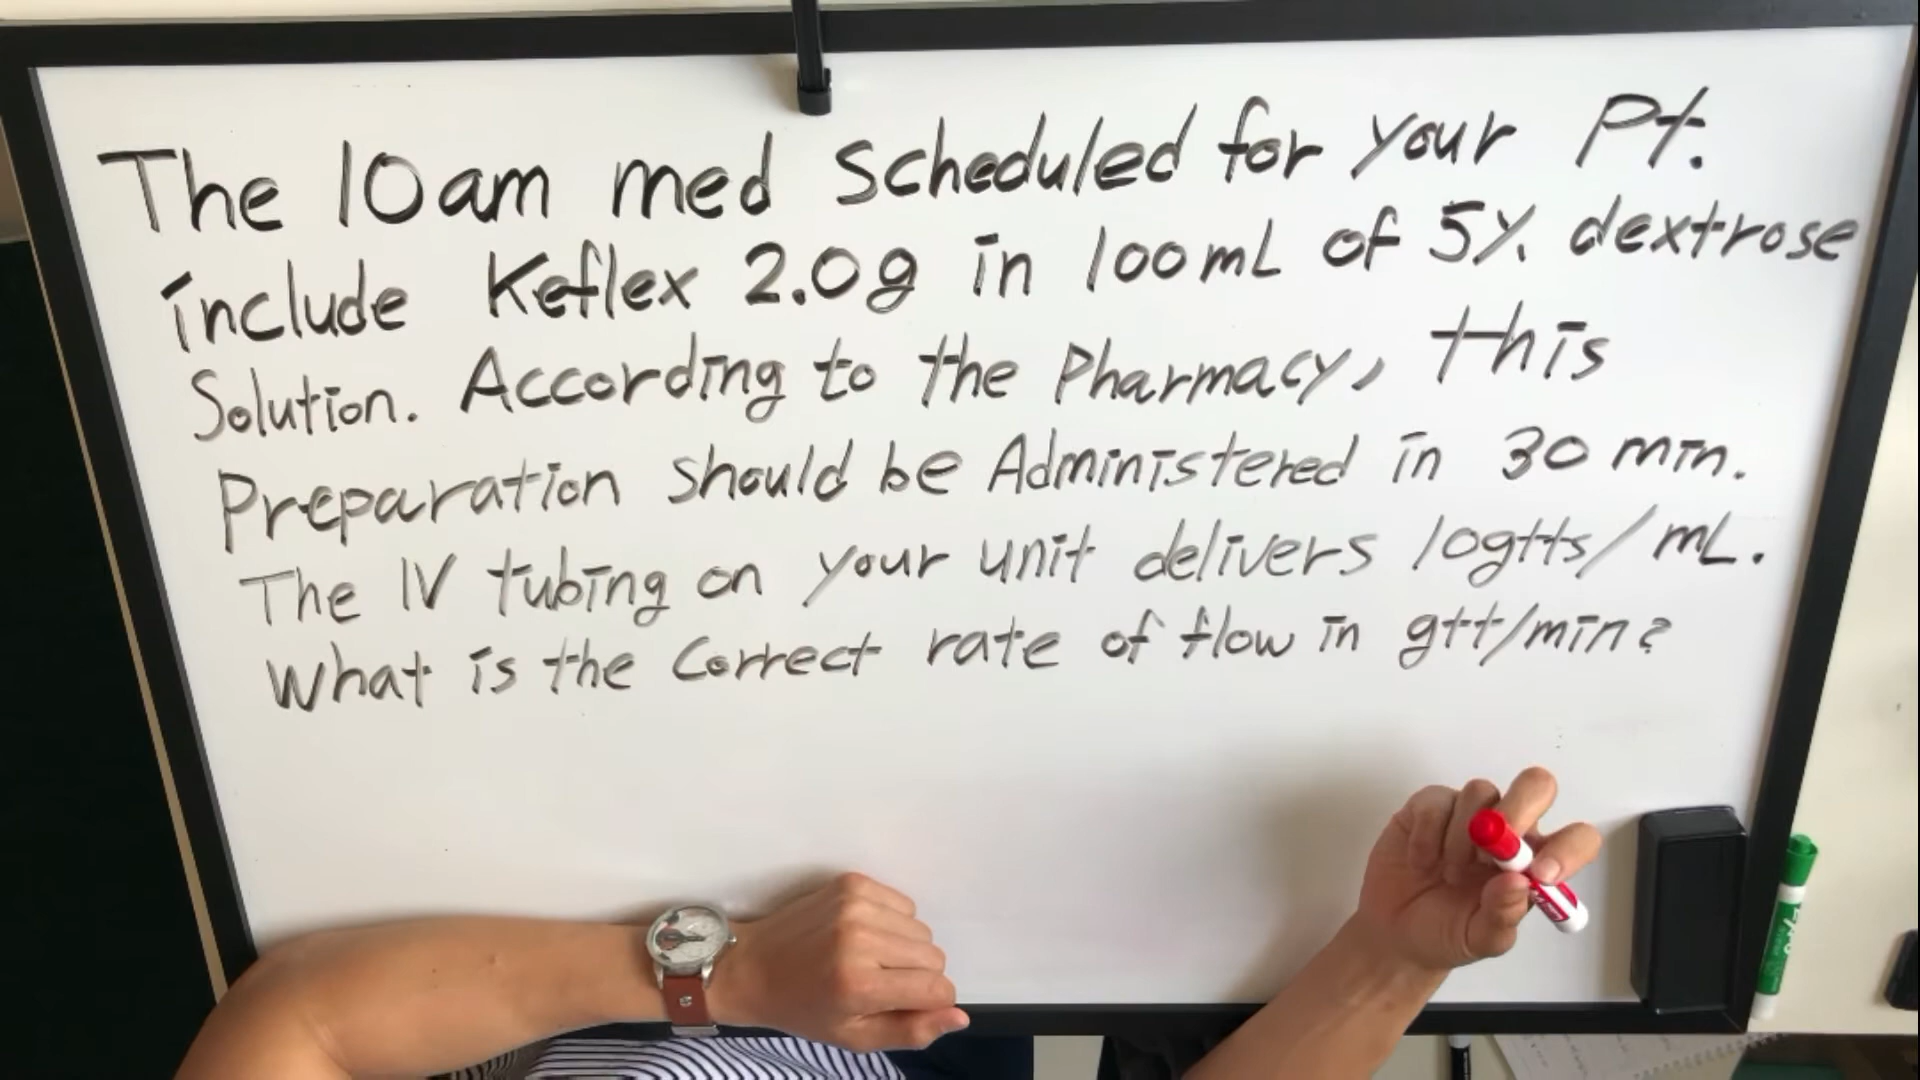 The 10am med Scheduled for your Pt.
include Keflex 2.0g in 100mL of 5% dextrose
Solution. According to the Pharmacy, this
Preparation should be Administered in 30 min.
The IV tubing on your unit delivers 10gtts/mL.
What is the Correct rate of flow in gtt/min?